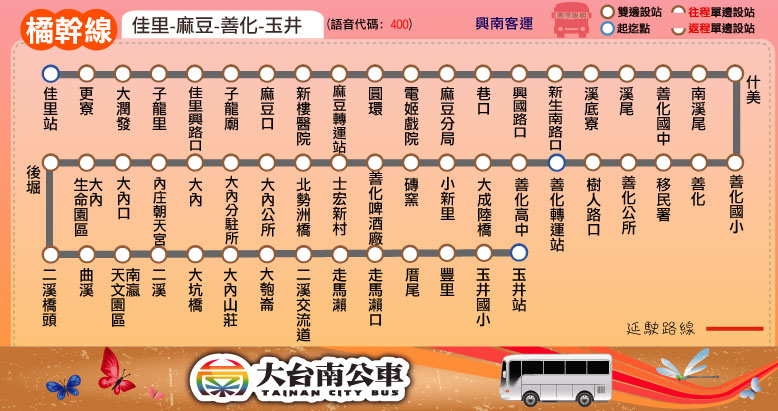 橘幹線
佳里-麻豆-善化-玉井
(語音代碼: 400)
興南客運
雙邊設站
往程單邊設站
起迄點
返程單邊設站
佳里站
更寮
大潤發
子龍里
佳里興路口
子龍廟
麻豆口
新樓醫院
麻豆轉運站
圓環
電姬戲院
麻豆分局
巷口
興國路口
新生南路口
溪底寮
溪尾
善化國中
南溪尾
什美
善化國小
善化
移民署
善化公所
樹人路口
善化轉運站
善化高中
大成陸橋
小新里
磚窯
善化啤酒廠
士宏新村
北勢洲橋
大內公所
大內分駐所
大內
內庄朝天宮
大內口
大內
生命園區
後堀
二溪橋頭
曲溪
南瀛
天文園區
二溪
大坑橋
大內山莊
大匏崙
二溪交流道
走馬瀨
走馬瀨口
厝尾
豐里
玉井國小
玉井站
延駛路線
大台南公車
TAINAN CITY BUS